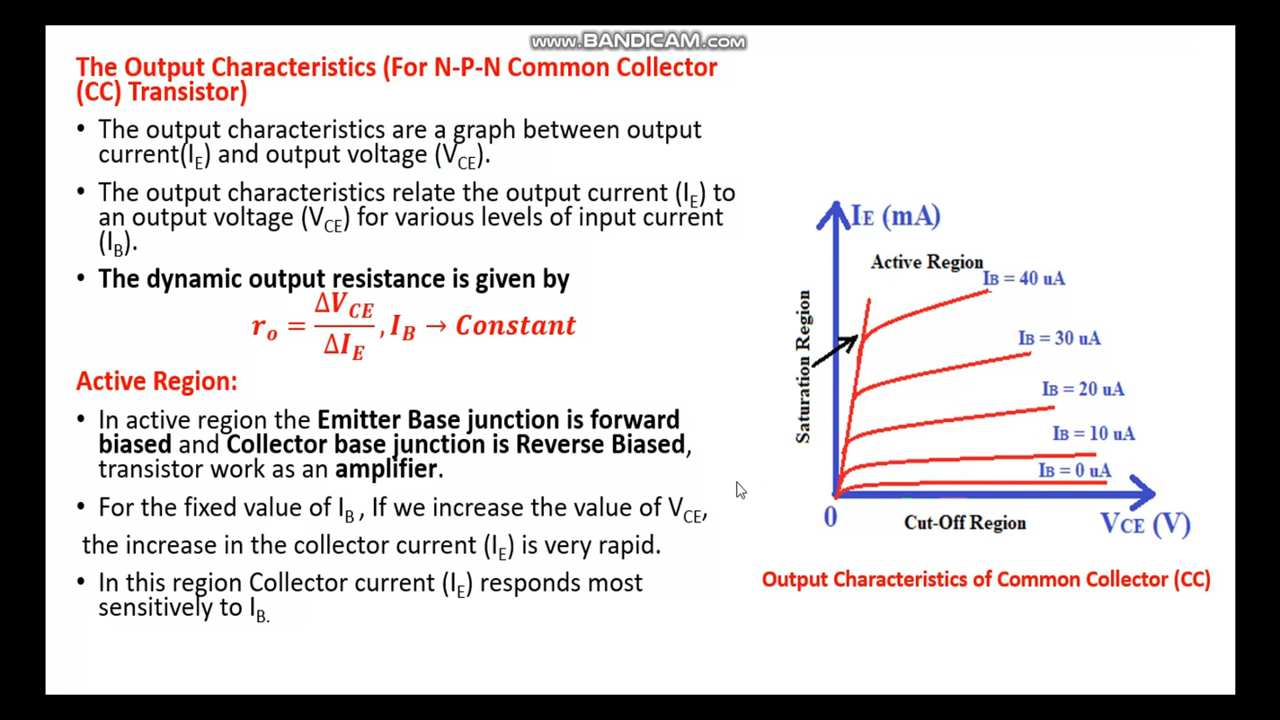 www.BANDICAM.com
The Output Characteristics (For N-P-N Common Collector
(CC) Transistor)
• The output characteristics are a graph between output
current(IE) and output voltage (VCE).
• The output characteristics relate the output current (IE) to
an output voltage (VCE) for various levels of input current
(IB).
• The dynamic output resistance is given by
ro = ΔVCE / ΔIE , IB → Constant
Active Region:
• In active region the Emitter Base junction is forward
biased and Collector base junction is Reverse Biased,
transistor work as an amplifier.
• For the fixed value of IB , If we increase the value of VCE,
the increase in the collector current (IE) is very rapid.
• In this region Collector current (IE) responds most
sensitively to IB.
IE (mA)
Active Region
IB = 40 uA
Saturation Region
IB = 30 uA
IB = 20 uA
IB = 10 uA
IB = 0 uA
0
Cut-Off Region
VCE (V)
Output Characteristics of Common Collector (CC)